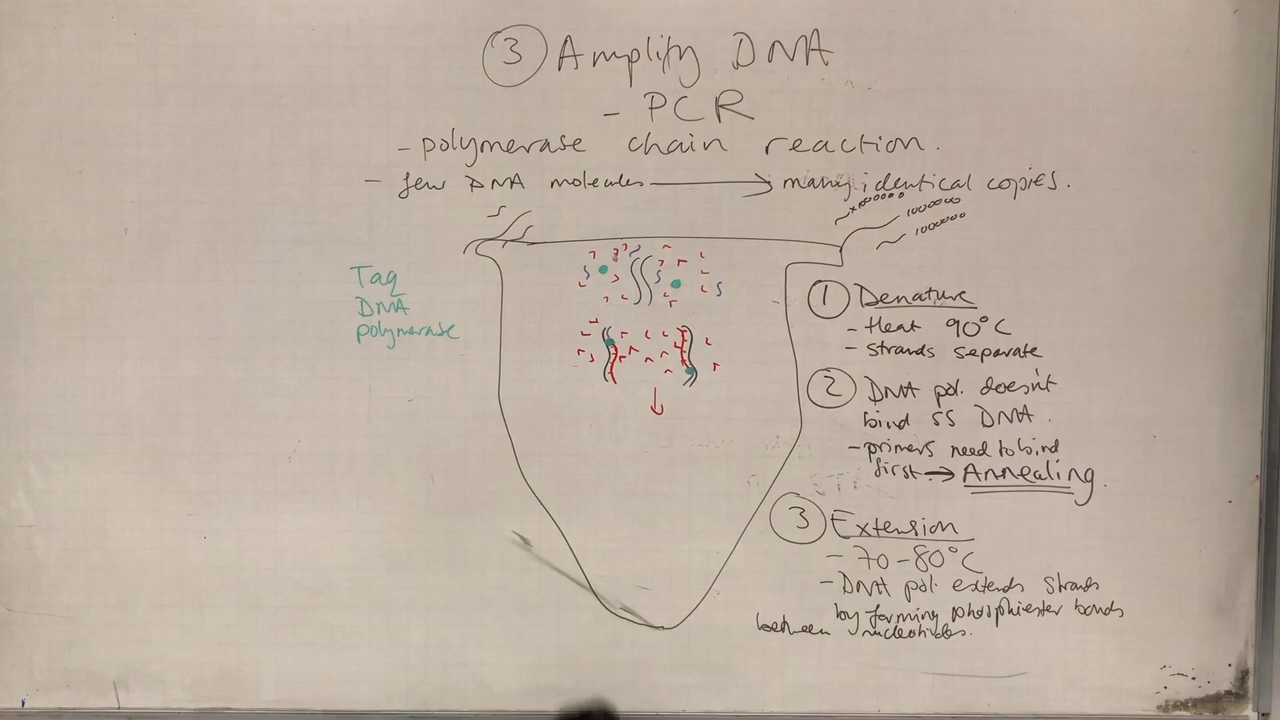 ③ Amplify DNA
- PCR
- polymerase chain reaction.
- few DNA molecules → many identical copies.
x1000000
1000000
1000000
Taq
DNA
polymerase
① Denature
- Heat 90°C
- strands separate
② DNA pol. doesn't
bind SS DNA.
- primers need to bind
first → Annealing.
③ Extension
- 70-80°C
- DNA pol. extends strands
by forming phosphiester bonds
between nucleotides.